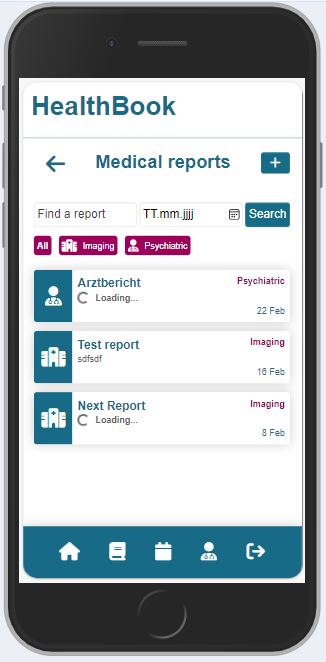 HealthBook
Medical reports
Find a report TT.mm.jjjj Search
All Imaging Psychiatric
Arztbericht Psychiatric
Loading...
22 Feb
Test report Imaging
sdfsdf
16 Feb
Next Report Imaging
Loading...
8 Feb